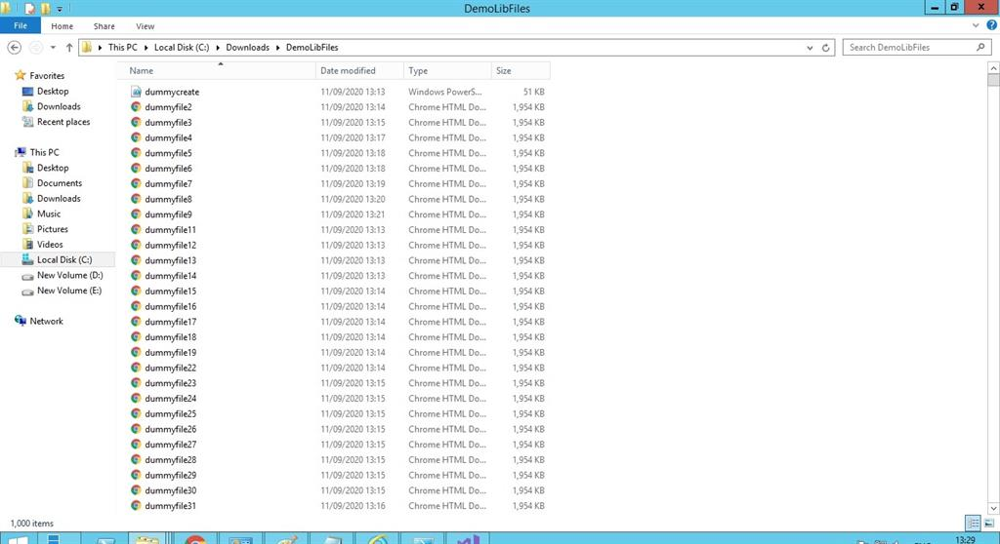 DemoLibFiles
File Home Share View
This PC Local Disk (C:) Downloads DemoLibFiles Search DemoLibFiles
Favorites
Desktop
Downloads
Recent places
This PC
Desktop
Documents
Downloads
Music
Pictures
Videos
Local Disk (C:)
New Volume (D:)
New Volume (E:)
Network
Name Date modified Type Size
dummycreate 11/09/2020 13:13 Windows PowerS... 51 KB
dummyfile2 11/09/2020 13:14 Chrome HTML Do... 1,954 KB
dummyfile3 11/09/2020 13:15 Chrome HTML Do... 1,954 KB
dummyfile4 11/09/2020 13:17 Chrome HTML Do... 1,954 KB
dummyfile5 11/09/2020 13:18 Chrome HTML Do... 1,954 KB
dummyfile6 11/09/2020 13:18 Chrome HTML Do... 1,954 KB
dummyfile7 11/09/2020 13:19 Chrome HTML Do... 1,954 KB
dummyfile8 11/09/2020 13:20 Chrome HTML Do... 1,954 KB
dummyfile9 11/09/2020 13:21 Chrome HTML Do... 1,954 KB
dummyfile11 11/09/2020 13:13 Chrome HTML Do... 1,954 KB
dummyfile12 11/09/2020 13:13 Chrome HTML Do... 1,954 KB
dummyfile13 11/09/2020 13:13 Chrome HTML Do... 1,954 KB
dummyfile14 11/09/2020 13:13 Chrome HTML Do... 1,954 KB
dummyfile15 11/09/2020 13:14 Chrome HTML Do... 1,954 KB
dummyfile16 11/09/2020 13:14 Chrome HTML Do... 1,954 KB
dummyfile17 11/09/2020 13:14 Chrome HTML Do... 1,954 KB
dummyfile18 11/09/2020 13:14 Chrome HTML Do... 1,954 KB
dummyfile19 11/09/2020 13:14 Chrome HTML Do... 1,954 KB
dummyfile22 11/09/2020 13:14 Chrome HTML Do... 1,954 KB
dummyfile23 11/09/2020 13:15 Chrome HTML Do... 1,954 KB
dummyfile24 11/09/2020 13:15 Chrome HTML Do... 1,954 KB
dummyfile25 11/09/2020 13:15 Chrome HTML Do... 1,954 KB
dummyfile26 11/09/2020 13:15 Chrome HTML Do... 1,954 KB
dummyfile27 11/09/2020 13:15 Chrome HTML Do... 1,954 KB
dummyfile28 11/09/2020 13:15 Chrome HTML Do... 1,954 KB
dummyfile29 11/09/2020 13:15 Chrome HTML Do... 1,954 KB
dummyfile30 11/09/2020 13:15 Chrome HTML Do... 1,954 KB
dummyfile31 11/09/2020 13:16 Chrome HTML Do... 1,954 KB
1,000 items
13:29